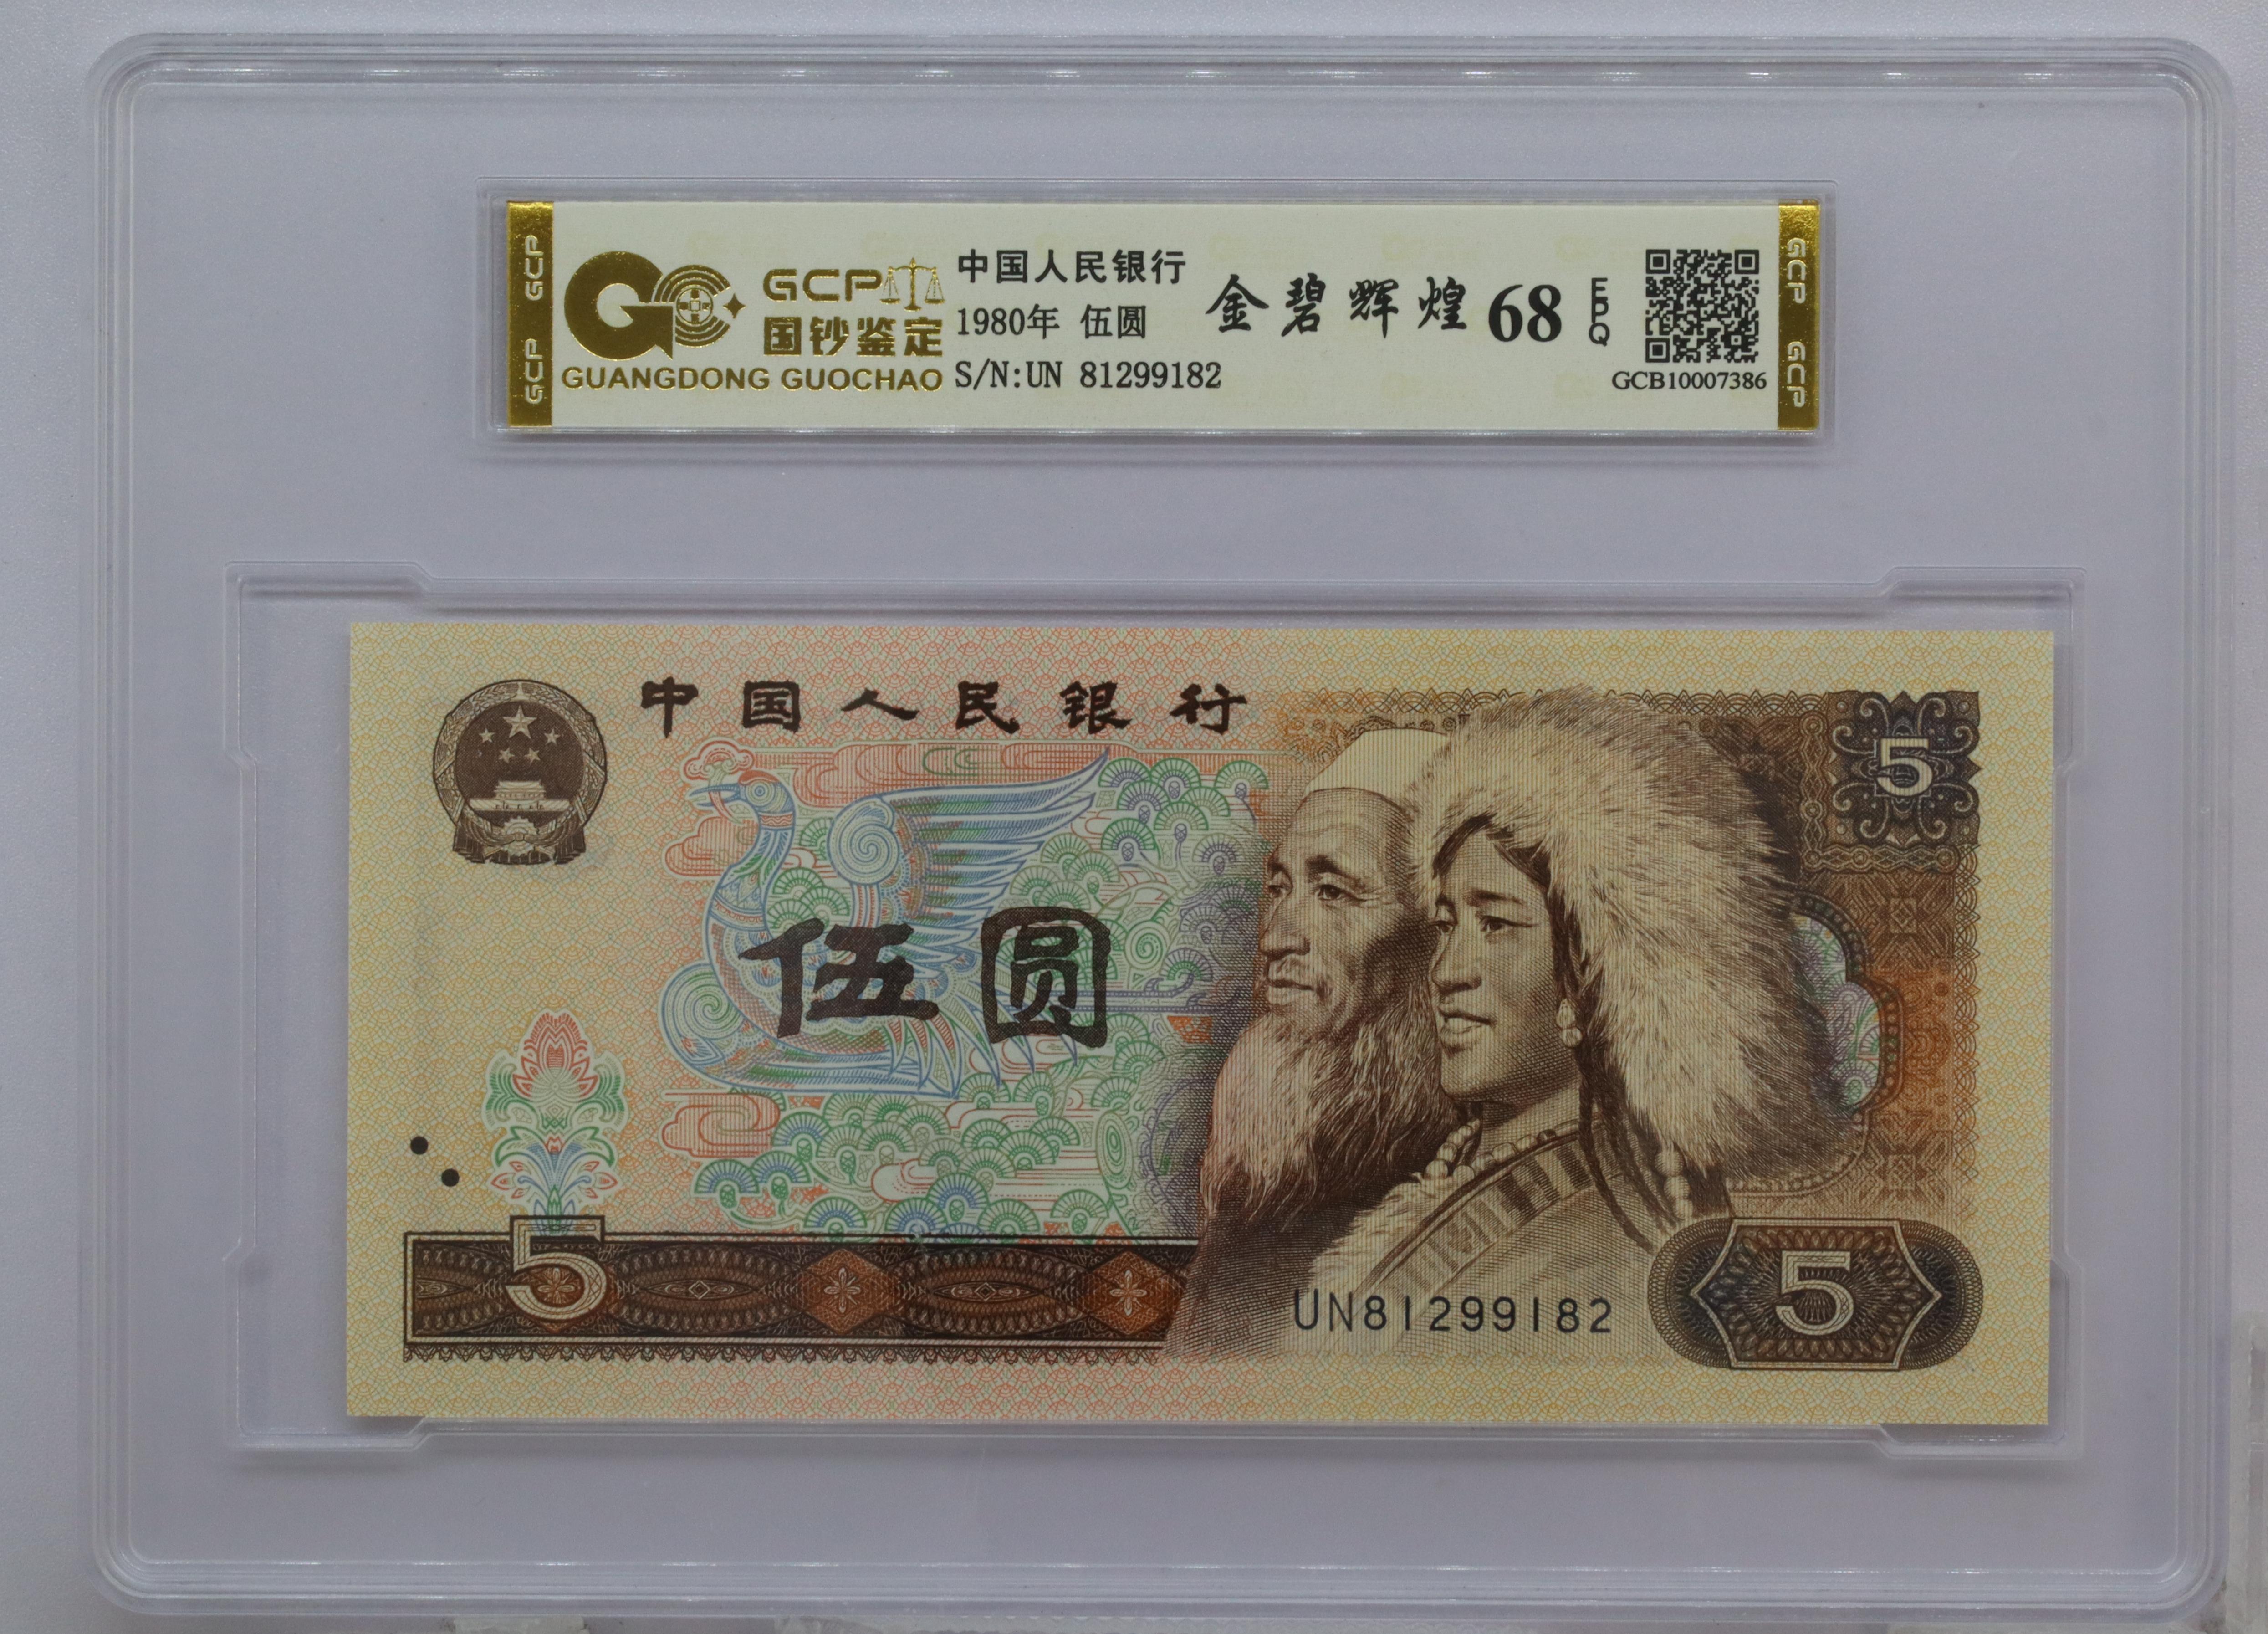 GCP GCP
GCP
国钞鉴定
GUANGDONG GUOCHAO
中国人民银行
1980年 伍圆
S/N:UN 81299182
金碧辉煌 68 EPQ
GCB10007386
GCP GCP
中国人民银行
5
伍圆
5
UN81299182
5